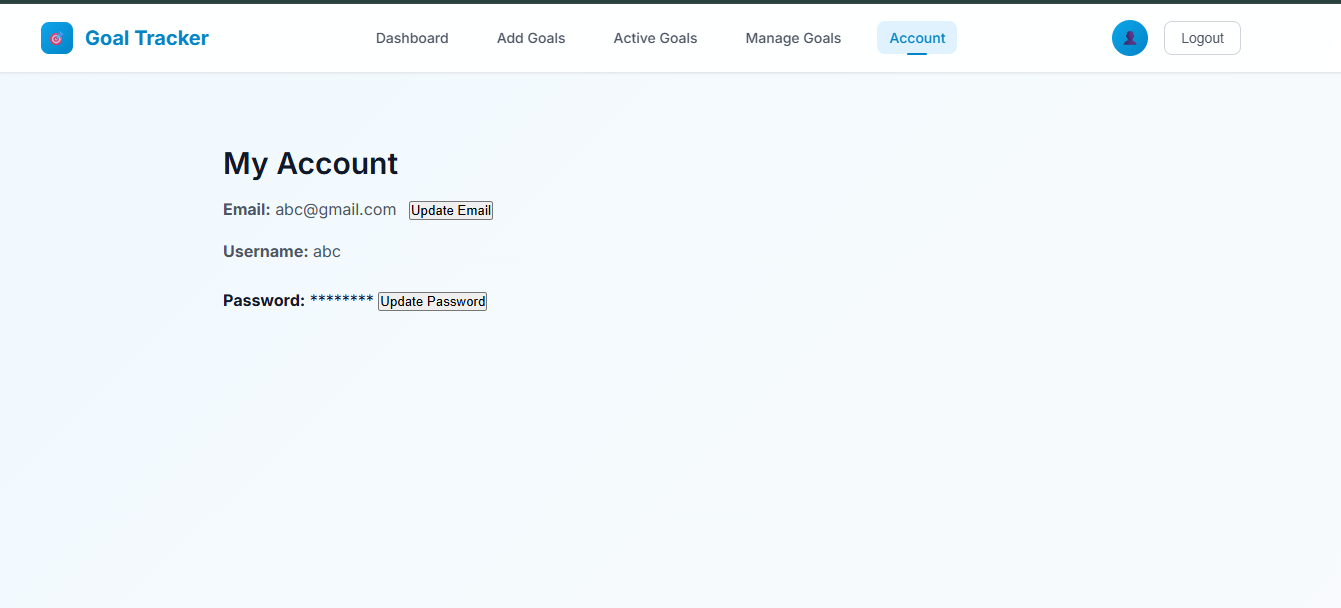 Goal Tracker
Dashboard
Add Goals
Active Goals
Manage Goals
Account
Logout
My Account
Email: abc@gmail.com Update Email
Username: abc
Password: ******** Update Password